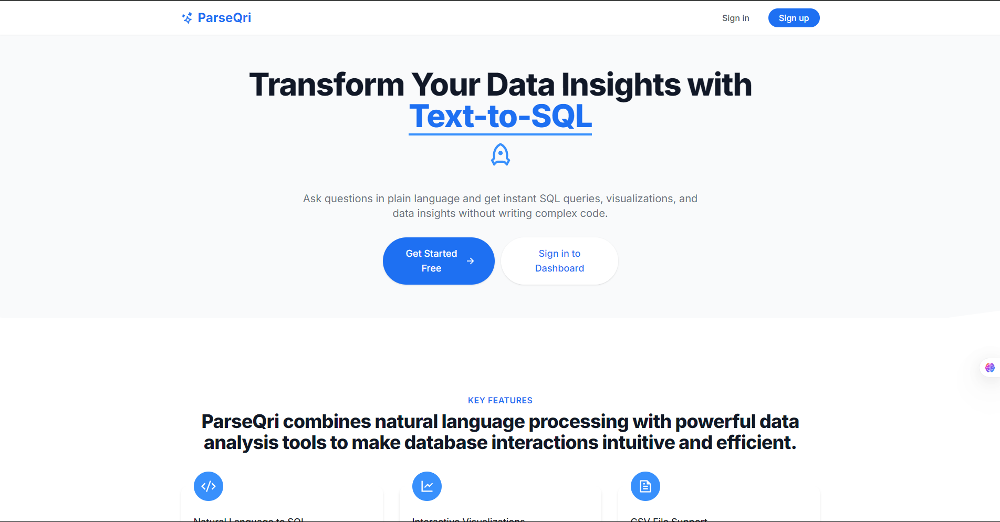 ParseQri
Sign in
Sign up
Transform Your Data Insights with
Text-to-SQL
Ask questions in plain language and get instant SQL queries, visualizations, and
data insights without writing complex code.
Get Started
Free
Sign in to
Dashboard
KEY FEATURES
ParseQri combines natural language processing with powerful data
analysis tools to make database interactions intuitive and efficient.
Natural Language to SQL
Interactive Visualizations
CSV File Support